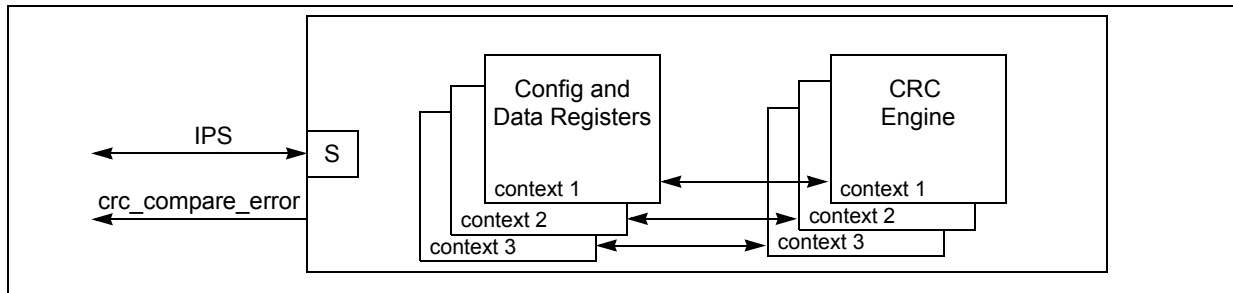 Config and
Data Registers
CRC
Engine
IPS
S
context 1
context 1
crc_compare_error
context 2
context 2
context 3
context 3